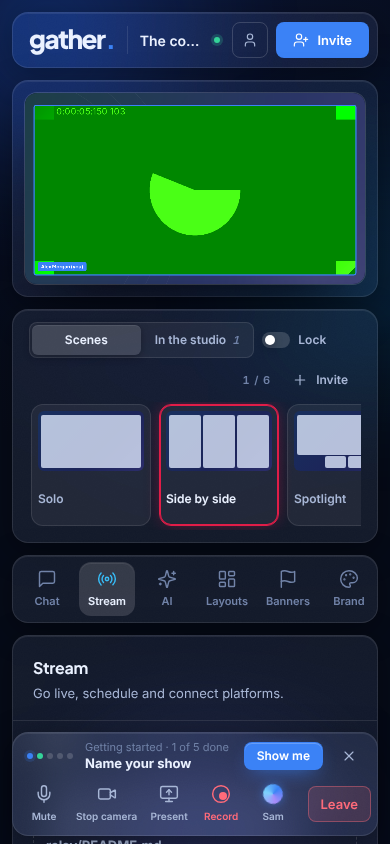 gather.
The co...
Invite
0:00:05:150 103
Scenes
In the studio 1
Lock
1 / 6
Invite
Solo
Side by side
Spotlight
Chat
Stream
AI
Layouts
Banners
Brand
Stream
Go live, schedule and connect platforms.
Getting started · 1 of 5 done
Name your show
Show me
Mute
Stop camera
Present
Record
Sam
Leave